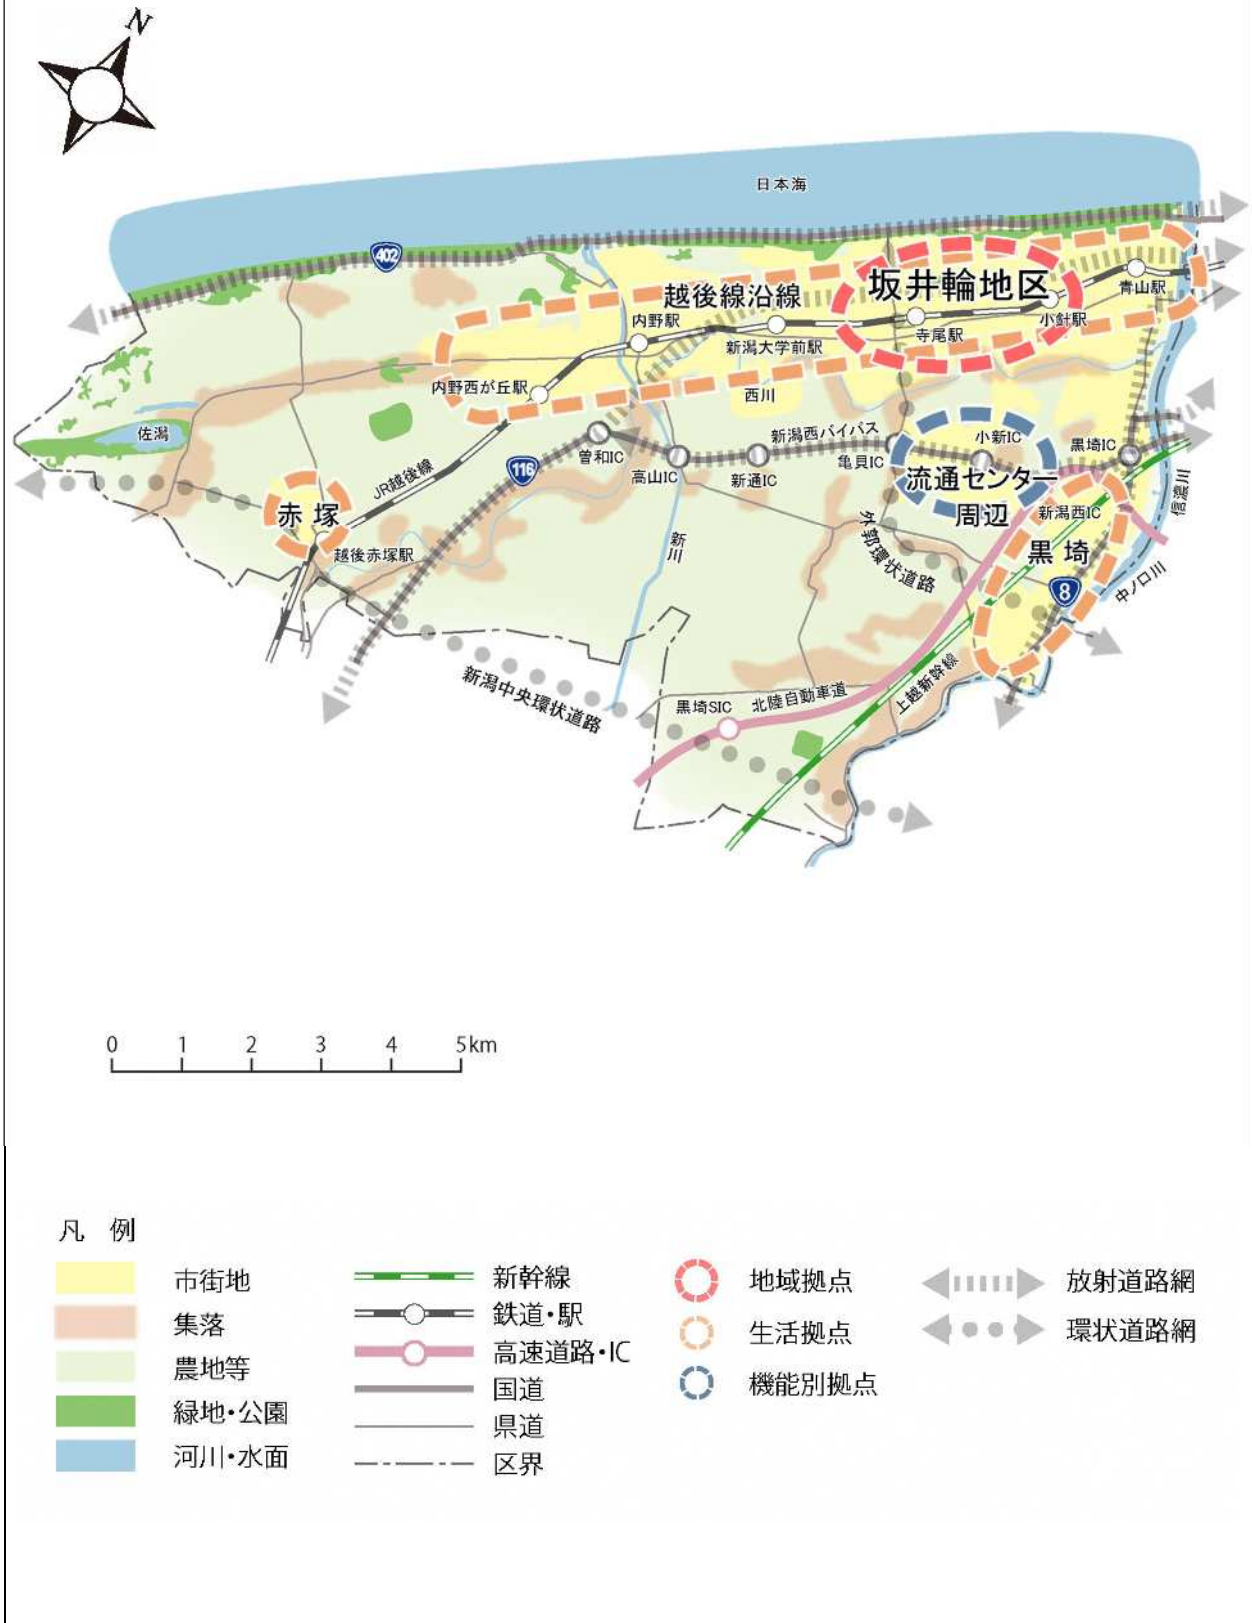 N
日本海
402
坂井輪地区
越後線沿線
青山駅
内野駅
小針駅
寺尾駅
新潟大学前駅
内野西が丘駅
西川
佐潟
新潟西バイパス
小新IC
曽和IC
黒埼IC
亀貝IC
116
高山IC
新通IC
JR越後線
流通センター
周辺
信濃川
新潟西IC
赤塚
越後赤塚駅
新川
外郭環状道路
黒埼
8
中ノ口川
新潟中央環状道路
上越新幹線
黒埼SIC
北陸自動車道
0 1 2 3 4 5km
凡 例
市街地
集落
農地等
緑地・公園
河川・水面
新幹線
鉄道・駅
高速道路・IC
国道
県道
区界
地域拠点
生活拠点
機能別拠点
放射道路網
環状道路網